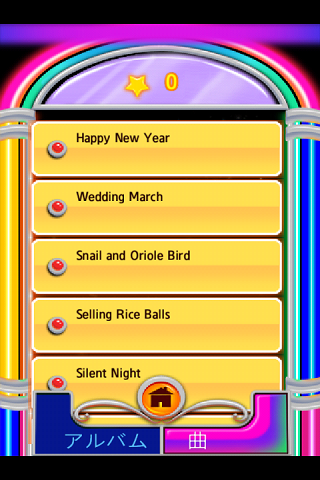 0
Happy New Year
Wedding March
Snail and Oriole Bird
Selling Rice Balls
Silent Night
アルバム
曲